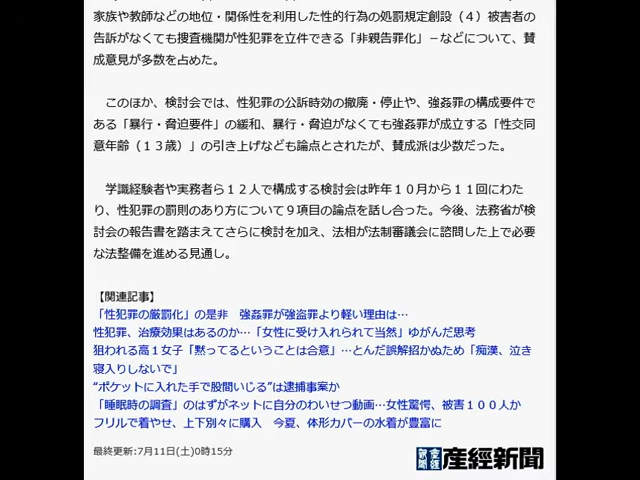 家族や教師などの地位・関係性を利用した性的行為の処罰規定創設（4）被害者の
告訴がなくても捜査機関が性犯罪を立件できる「非親告罪化」－などについて、賛
成意見が多数を占めた。
このほか、検討会では、性犯罪の公訴時効の撤廃・停止や、強姦罪の構成要件で
ある「暴行・脅迫要件」の緩和、暴行・脅迫がなくても強姦罪が成立する「性交同
意年齢（１３歳）」の引き上げなども論点とされたが、賛成派は少数だった。
学識経験者や実務者ら１２人で構成する検討会は昨年１０月から１１回にわた
り、性犯罪の罰則のあり方について９項目の論点を話し合った。今後、法務省が検
討会の報告書を踏まえてさらに検討を加え、法相が法制審議会に諮問した上で必要
な法整備を進める見通し。
【関連記事】
「性犯罪の厳罰化」の是非　強姦罪が強盗罪より軽い理由は…
性犯罪、治療効果はあるのか…「女性に受け入れられて当然」ゆがんだ思考
狙われる高１女子「黙ってるということは合意」…とんだ誤解招かぬため「痴漢、泣き
寝入りしないで」
“ポケットに入れた手で股間いじる”は逮捕事案か
「睡眠時の調査」のはずがネットに自分のわいせつ動画…女性驚愕、被害１００人か
フリルで着やせ、上下別々に購入　今夏、体形カバーの水着が豊富に
最終更新:7月11日(土)0時15分
産經新聞